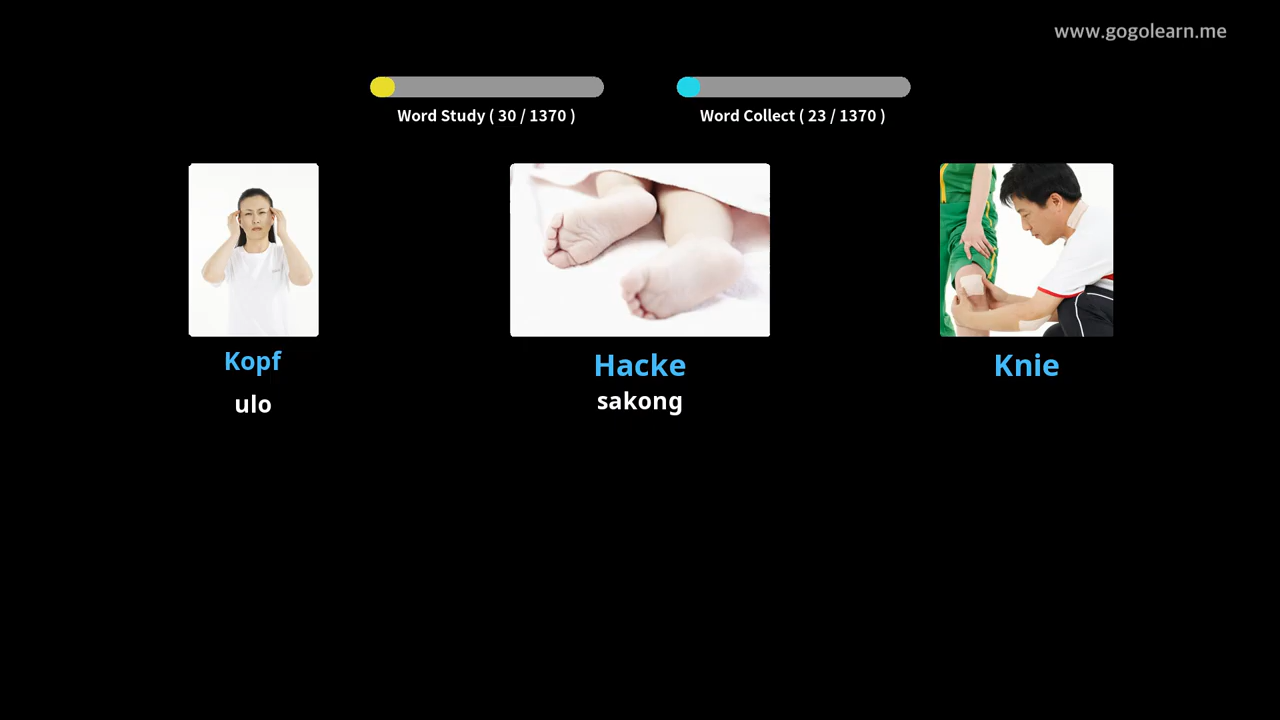 www.gogolearn.me
Word Study ( 30 / 1370 )
Word Collect ( 23 / 1370 )
Kopf
ulo
Hacke
sakong
Knie